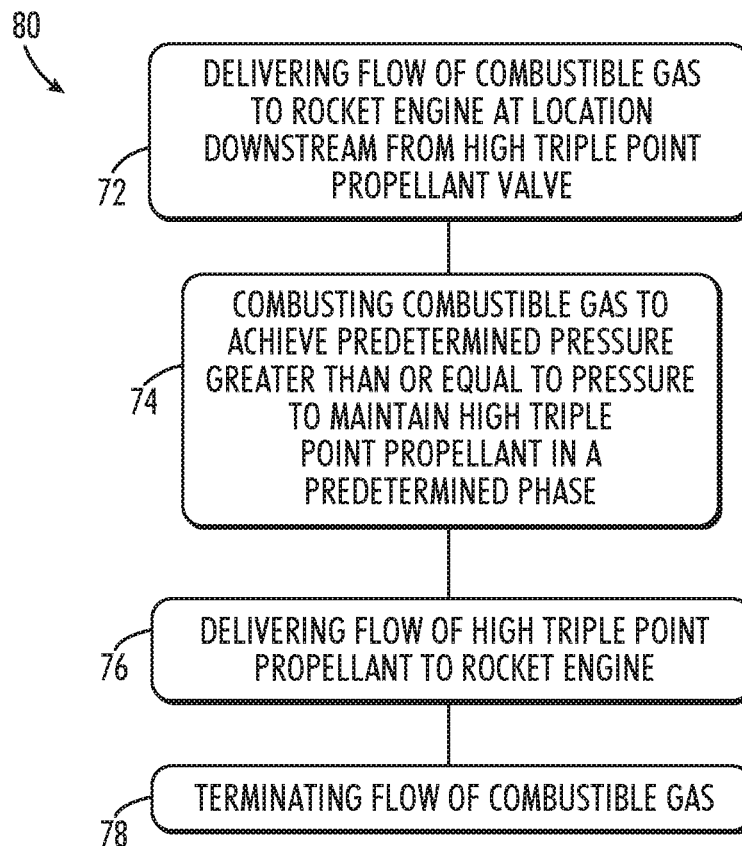 80
DELIVERING FLOW OF COMBUSTIBLE GAS
TO ROCKET ENGINE AT LOCATION
DOWNSTREAM FROM HIGH TRIPLE POINT
PROPELLANT VALVE
72
COMBUSTING COMBUSTIBLE GAS TO
ACHIEVE PREDETERMINED PRESSURE
GREATER THAN OR EQUAL TO PRESSURE
TO MAINTAIN HIGH TRIPLE
POINT PROPELLANT IN A
PREDETERMINED PHASE
74
DELIVERING FLOW OF HIGH TRIPLE POINT
PROPELLANT TO ROCKET ENGINE
76
TERMINATING FLOW OF COMBUSTIBLE GAS
78